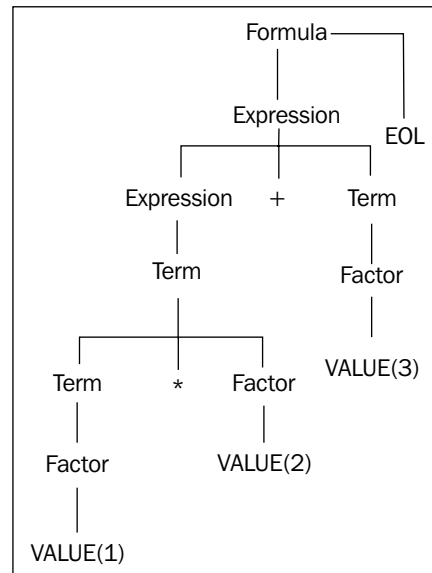 Formula
Expression
EOL
Expression + Term
Term
Factor
VALUE(3)
Term * Factor
Factor
VALUE(2)
VALUE(1)